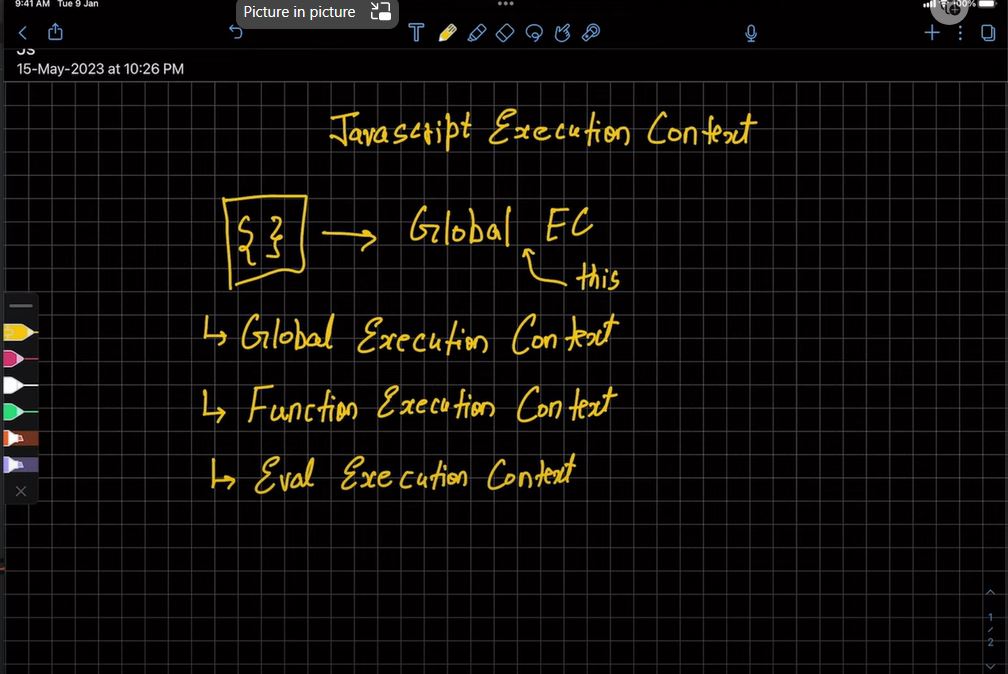 9:41 AM Tue 9 Jan
Picture in picture
100%
JS
15-May-2023 at 10:26 PM
Javascript Execution Context
{ } → Global EC
this
↳ Global Execution Context
↳ Function Execution Context
↳ Eval Execution Context
1
2